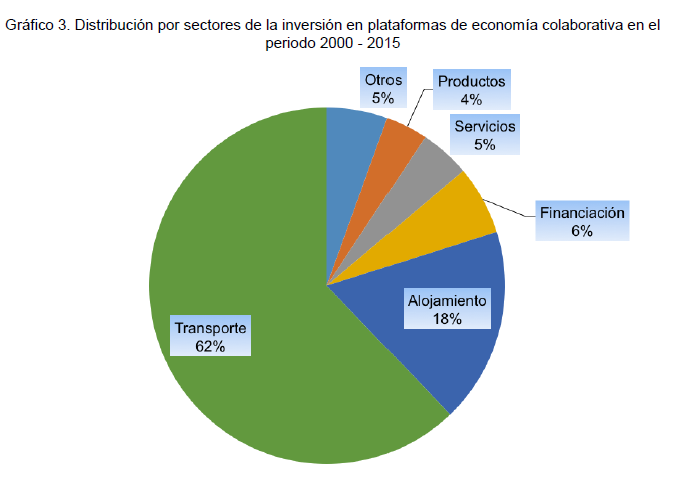 Gráfico 3. Distribución por sectores de la inversión en plataformas de economía colaborativa en el
periodo 2000 - 2015
Otros
5%
Productos
4%
Servicios
5%
Financiación
6%
Alojamiento
18%
Transporte
62%